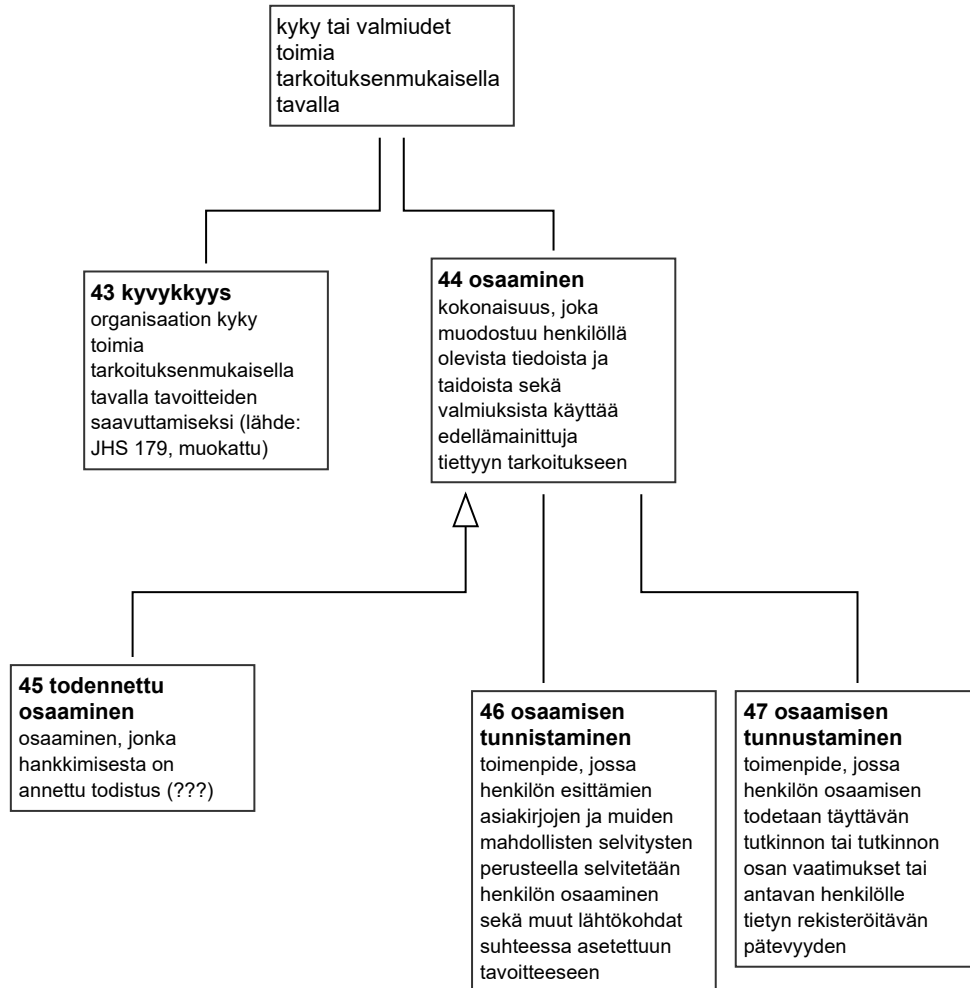 kyky tai valmiudet
toimia
tarkoituksenmukaisella
tavalla
43 kyvykkyys
organisaation kyky
toimia
tarkoituksenmukaisella
tavalla tavoitteiden
saavuttamiseksi (lähde:
JHS 179, muokattu)
44 osaaminen
kokonaisuus, joka
muodostuu henkilöllä
olevista tiedoista ja
taidoista sekä
valmiuksista käyttää
edellämainittuja
tiettyyn tarkoitukseen
45 todennettu
osaaminen
osaaminen, jonka
hankkimisesta on
annettu todistus (???)
46 osaamisen
tunnistaminen
toimenpide, jossa
henkilön esittämien
asiakirjojen ja muiden
mahdollisten selvitysten
perusteella selvitetään
henkilön osaaminen
sekä muut lähtökohdat
suhteessa asetettuun
tavoitteeseen
47 osaamisen
tunnustaminen
toimenpide, jossa
henkilön osaamisen
todetaan täyttävän
tutkinnon tai tutkinnon
osan vaatimukset tai
antavan henkilölle
tietyn rekisteröitävän
pätevyyden